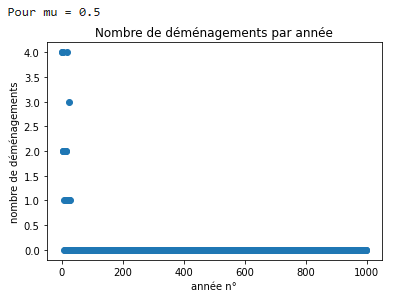 Pour mu = 0.5
Nombre de déménagements par année
nombre de déménagements
4.0
3.5
3.0
2.5
2.0
1.5
1.0
0.5
0.0
0 200 400 600 800 1000
année n°